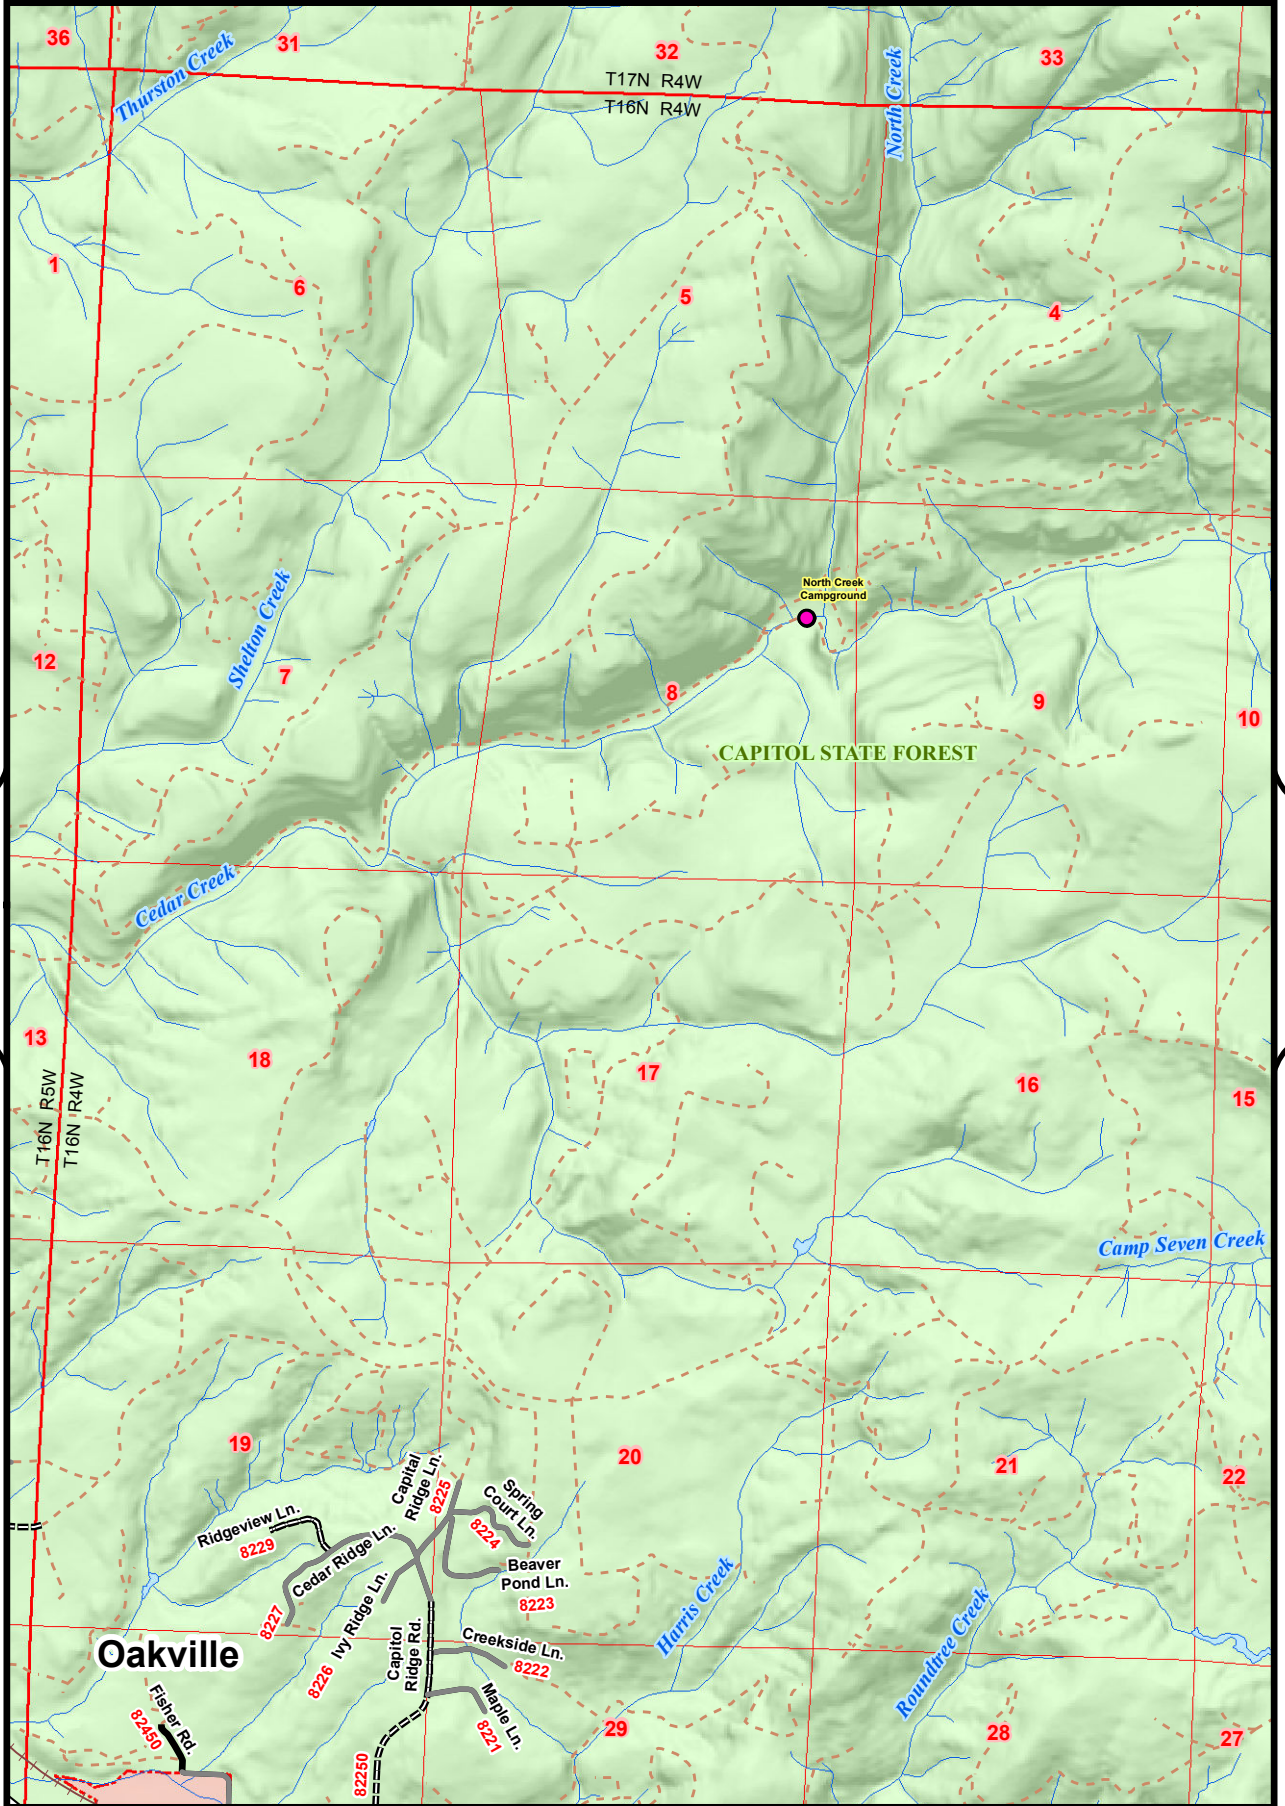 36
31
32
33
Thurston Creek
North Creek
T17N R4W
T16N R4W
1
6
5
4
North Creek
Campground
Shelton Creek
12
7
8
9
10
CAPITOL STATE FOREST
Cedar Creek
13
18
17
16
15
T16N R5W
T16N R4W
Camp Seven Creek
19
20
21
22
Capital
Ridge Ln.
8225
Spring
Court Ln.
8224
Ridgeview Ln.
8229
Cedar Ridge Ln.
8227
Beaver
Pond Ln.
8223
Ivy Ridge Ln.
8226
Capitol
Ridge Rd.
82250
Creekside Ln.
8222
Maple Ln.
8221
Harris Creek
Roundtree Creek
Oakville
Fisher Rd.
82450
29
28
27